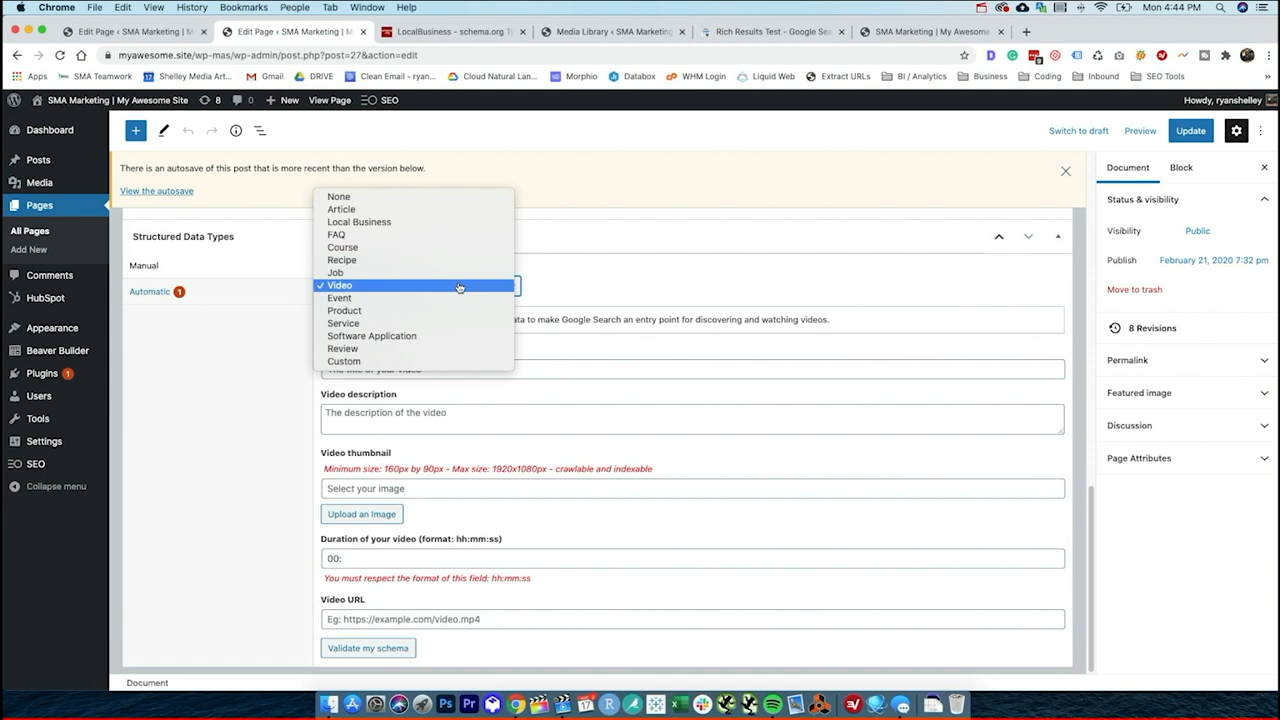 Chrome File Edit View History Bookmarks People Tab Window Help Mon 4:44 PM
Edit Page ‹ SMA Marketing | M Edit Page ‹ SMA Marketing | M LocalBusiness - schema.org Ty Media Library ‹ SMA Marketing Rich Results Test - Google Sea SMA Marketing | My Awesome
myawesome.site/wp-admin/post.php?post=27&action=edit
Apps SMA Teamwork Shelley Media Art... Gmail DRIVE Clean Email - ryan... Cloud Natural Lan... Morphio Databox WHM Login Liquid Web Extract URLs BI / Analytics Business Coding Inbound SEO Tools »
SMA Marketing | My Awesome Site 8 0 + New View Page SEO Howdy, ryanshelley
Dashboard
Posts
Media
Pages
All Pages
Add New
Comments
HubSpot
Appearance
Beaver Builder
Plugins 1
Users
Tools
Settings
SEO
Collapse menu
Switch to draft Preview Update
There is an autosave of this post that is more recent than the version below.
View the autosave
Structured Data Types
Manual
Automatic 1
None
Article
Local Business
FAQ
Course
Recipe
Job
✓ Video
Event
Product
Service
Software Application
Review
Custom
ata to make Google Search an entry point for discovering and watching videos.
Video description
The description of the video
Video thumbnail
Minimum size: 160px by 90px - Max size: 1920x1080px - crawlable and indexable
Select your image
Upload an Image
Duration of your video (format: hh:mm:ss)
00:
You must respect the format of this field: hh:mm:ss
Video URL
Eg: https://example.com/video.mp4
Validate my schema
Document
Document Block
Status & visibility
Visibility Public
Publish February 21, 2020 7:32 pm
Move to trash
8 Revisions
Permalink
Featured image
Discussion
Page Attributes